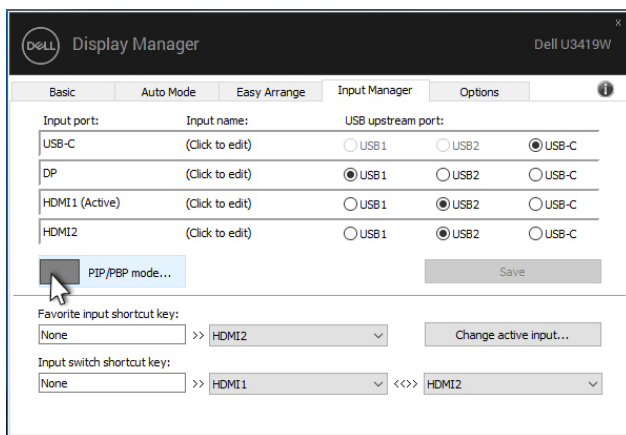 DELL Display Manager Dell U3419W
x
Basic Auto Mode Easy Arrange Input Manager Options i
Input port: Input name: USB upstream port:
USB-C (Click to edit) USB1 USB2 USB-C
DP (Click to edit) USB1 USB2 USB-C
HDMI1 (Active) (Click to edit) USB1 USB2 USB-C
HDMI2 (Click to edit) USB1 USB2 USB-C
PIP/PBP mode... Save
Favorite input shortcut key:
None >> HDMI2 Change active input...
Input switch shortcut key:
None >> HDMI1 <<>> HDMI2